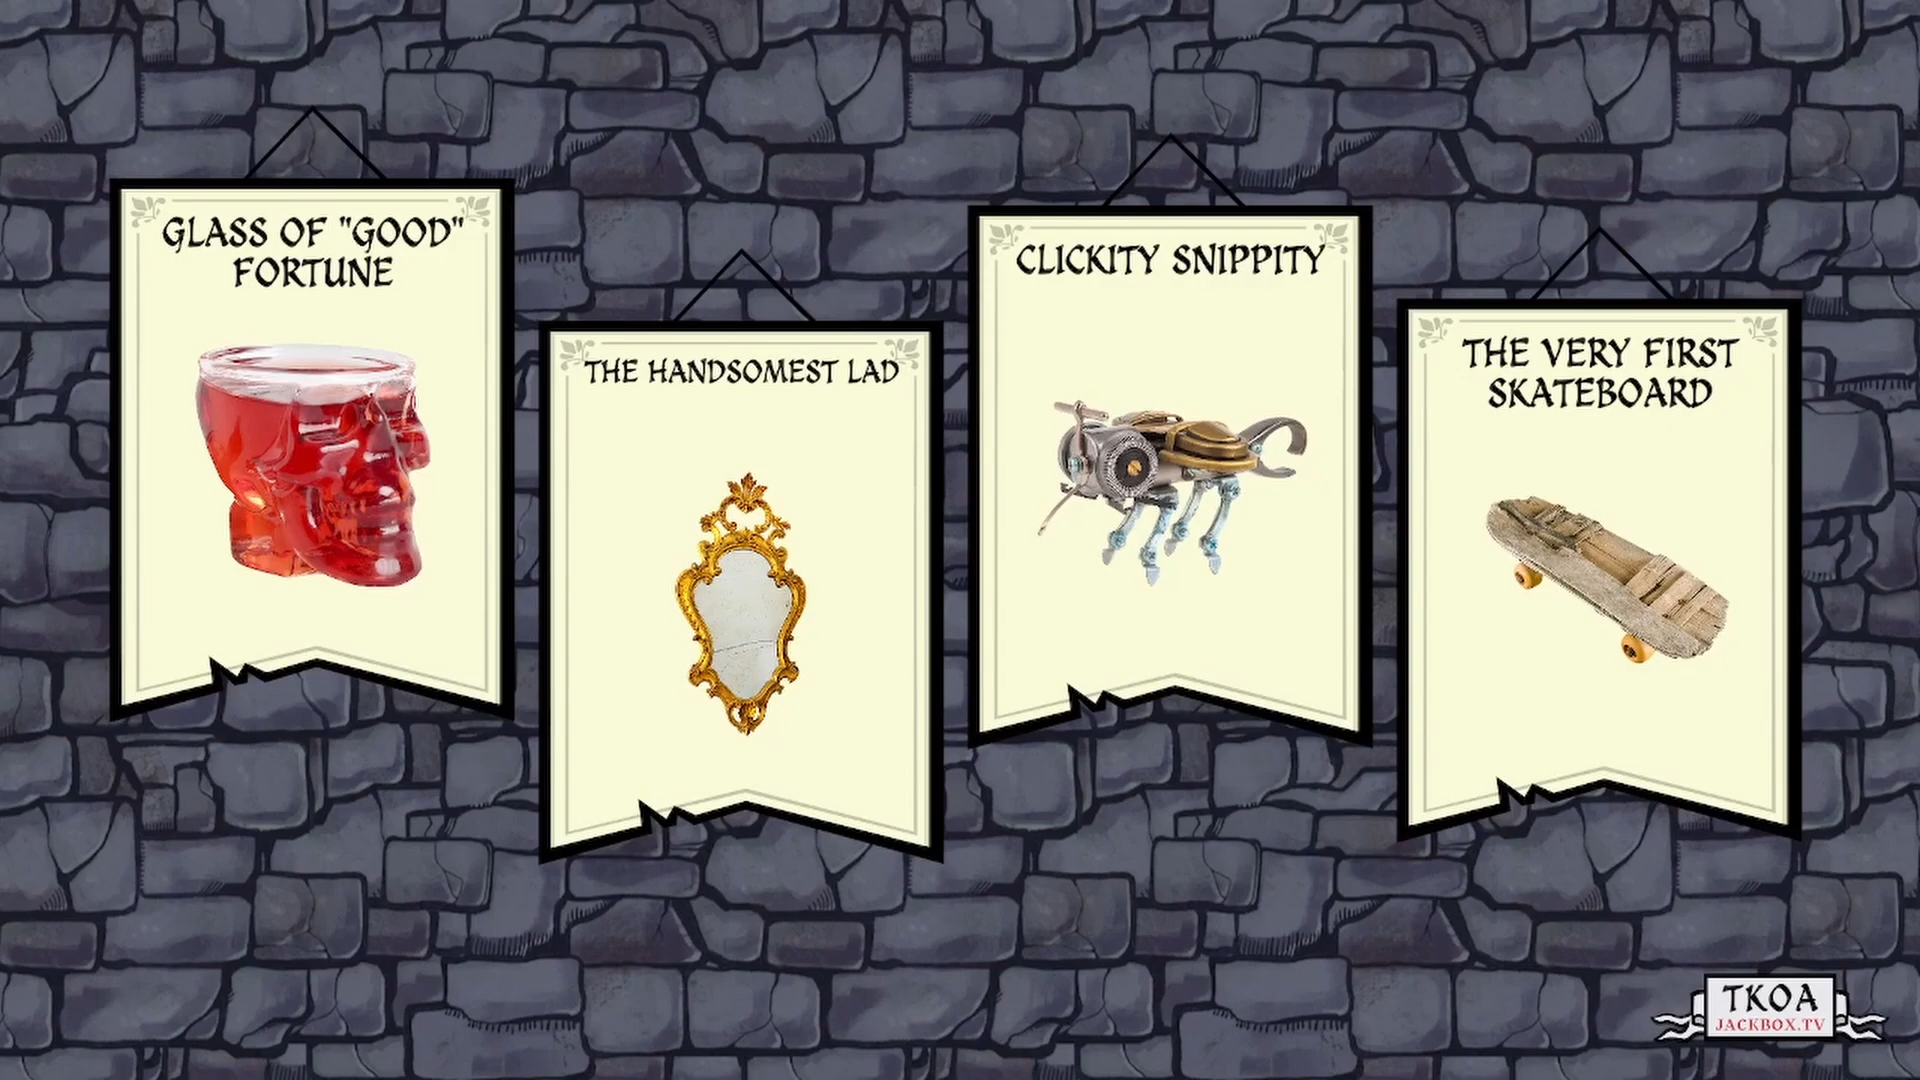 GLASS OF "GOOD"
FORTUNE
THE HANDSOMEST LAD
CLICKITY SNIPPITY
THE VERY FIRST
SKATEBOARD
TKOA
JACKBOX.TV